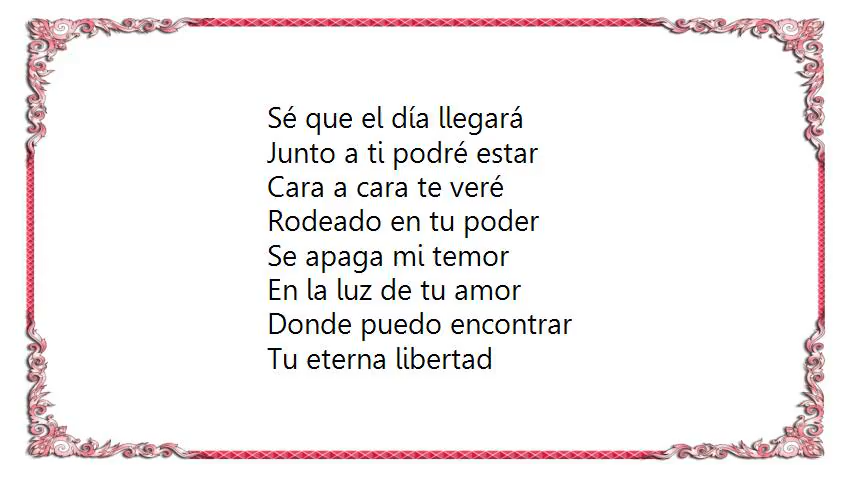 Sé que el día llegará
Junto a ti podré estar
Cara a cara te veré
Rodeado en tu poder
Se apaga mi temor
En la luz de tu amor
Donde puedo encontrar
Tu eterna libertad